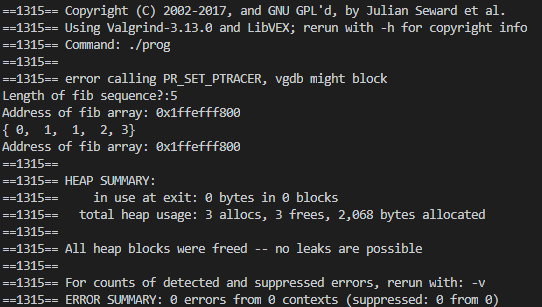 ==1315== Copyright (C) 2002-2017, and GNU GPL'd, by Julian Seward et al.
==1315== Using Valgrind-3.13.0 and LibVEX; rerun with -h for copyright info
==1315== Command: ./prog
==1315==
==1315== error calling PR_SET_PTRACER, vgdb might block
Length of fib sequence?:5
Address of fib array: 0x1ffefff800
{ 0,  1,  1,  2, 3}
Address of fib array: 0x1ffefff800
==1315==
==1315== HEAP SUMMARY:
==1315==     in use at exit: 0 bytes in 0 blocks
==1315==   total heap usage: 3 allocs, 3 frees, 2,068 bytes allocated
==1315==
==1315== All heap blocks were freed -- no leaks are possible
==1315==
==1315== For counts of detected and suppressed errors, rerun with: -v
==1315== ERROR SUMMARY: 0 errors from 0 contexts (suppressed: 0 from 0)